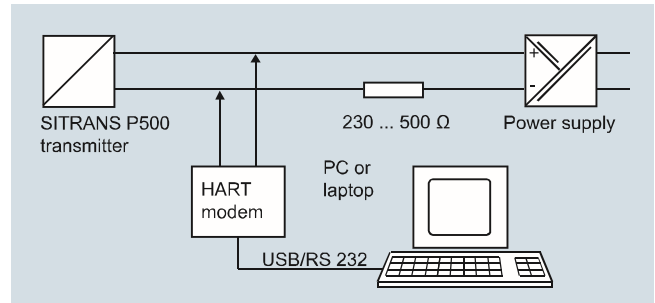 +
-
SITRANS P500
transmitter
230 ... 500 Ω
Power supply
PC or
laptop
HART
modem
USB/RS 232